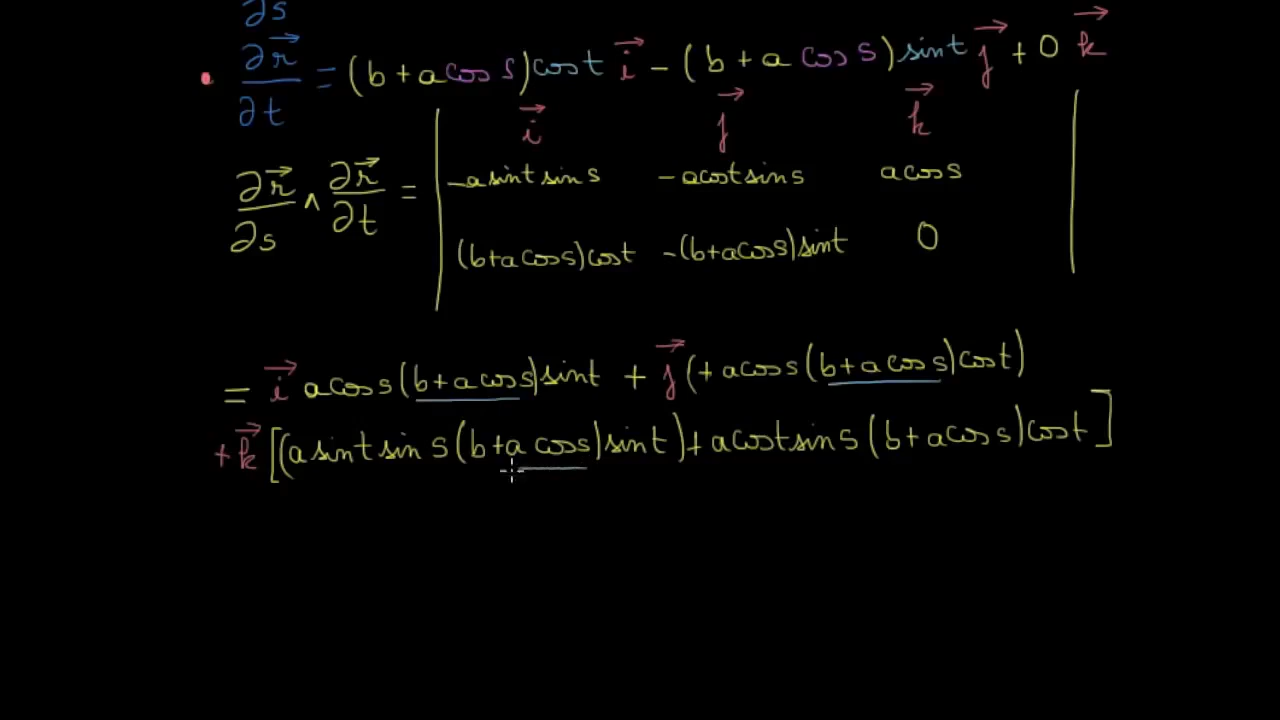 ∂s
∂r⃗/∂t = (b + a cos s) cos t i⃗ − (b + a cos s) sin t j⃗ + 0 k⃗
i⃗ j⃗ k⃗
∂r⃗/∂s ∧ ∂r⃗/∂t = | −a sin t sin s −a cos t sin s a cos s |
(b+a cos s) cos t −(b+a cos s) sin t 0
= i⃗ a cos s (b+a cos s) sin t + j⃗ (+ a cos s (b+a cos s) cos t)
+ k⃗ [(a sin t sin s (b+a cos s) sin t) + a cos t sin s (b+a cos s) cos t]